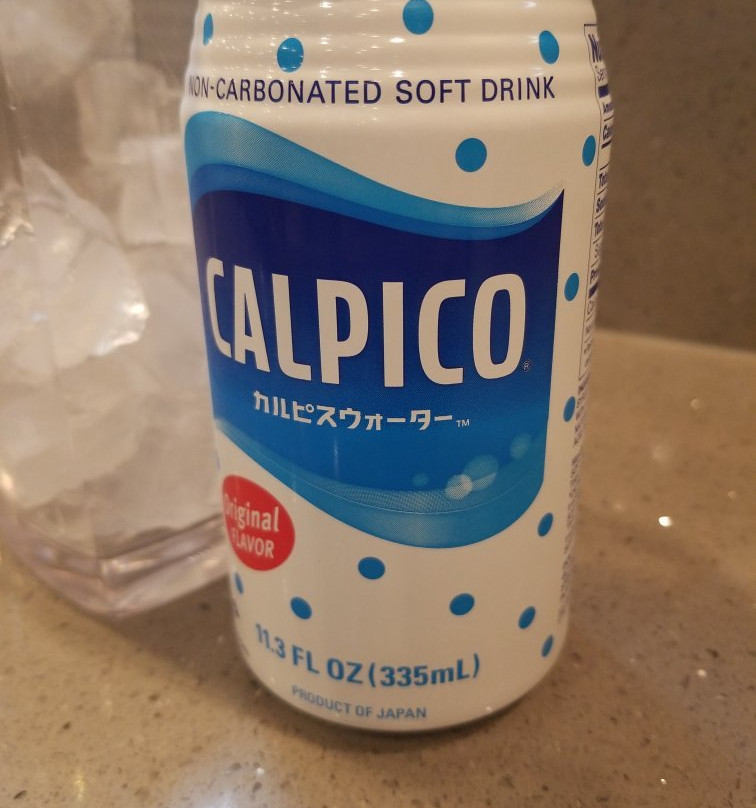 NON-CARBONATED SOFT DRINK
CALPICO®
カルピスウォーター™
Original
FLAVOR
11.3 FL OZ (335mL)
PRODUCT OF JAPAN